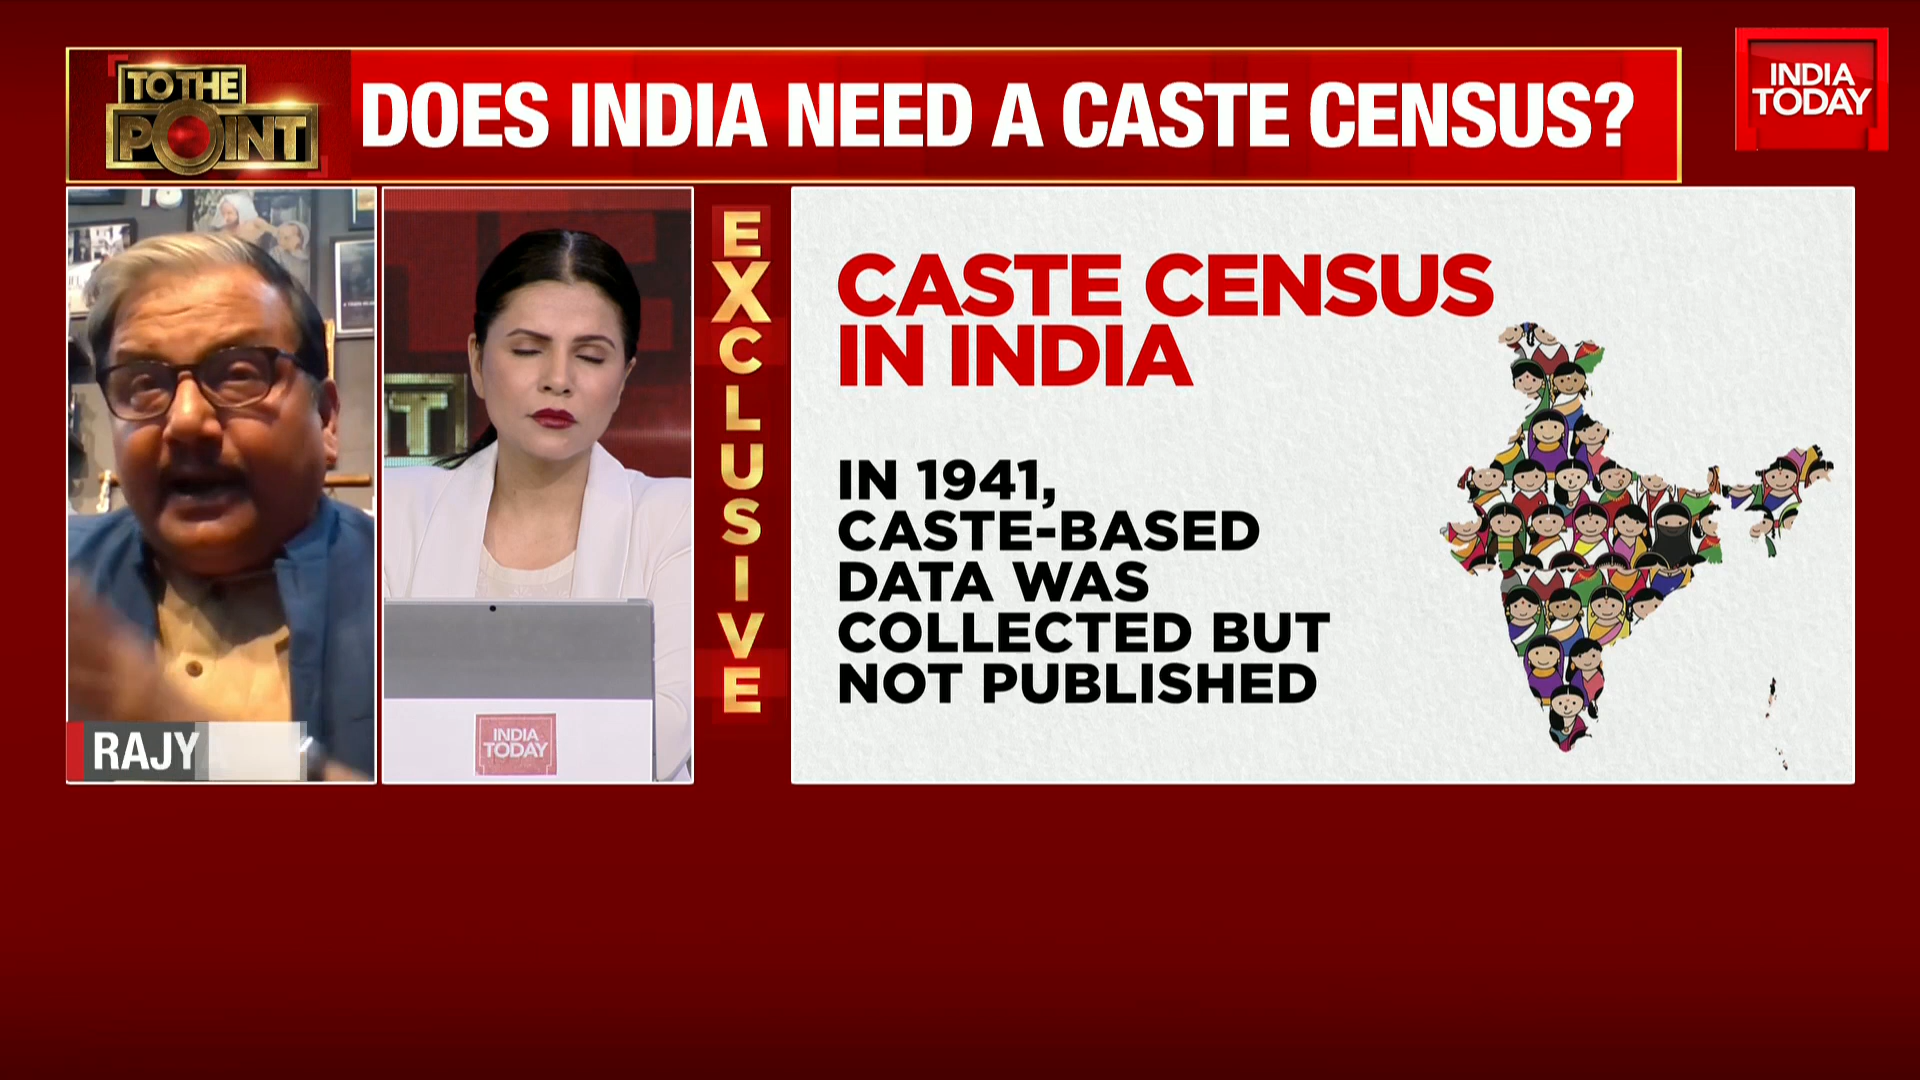 TO THE
POINT
DOES INDIA NEED A CASTE CENSUS?
INDIA
TODAY
EXCLUSIVE
CASTE CENSUS
IN INDIA
IN 1941,
CASTE-BASED
DATA WAS
COLLECTED BUT
NOT PUBLISHED
RAJY
INDIA
TODAY